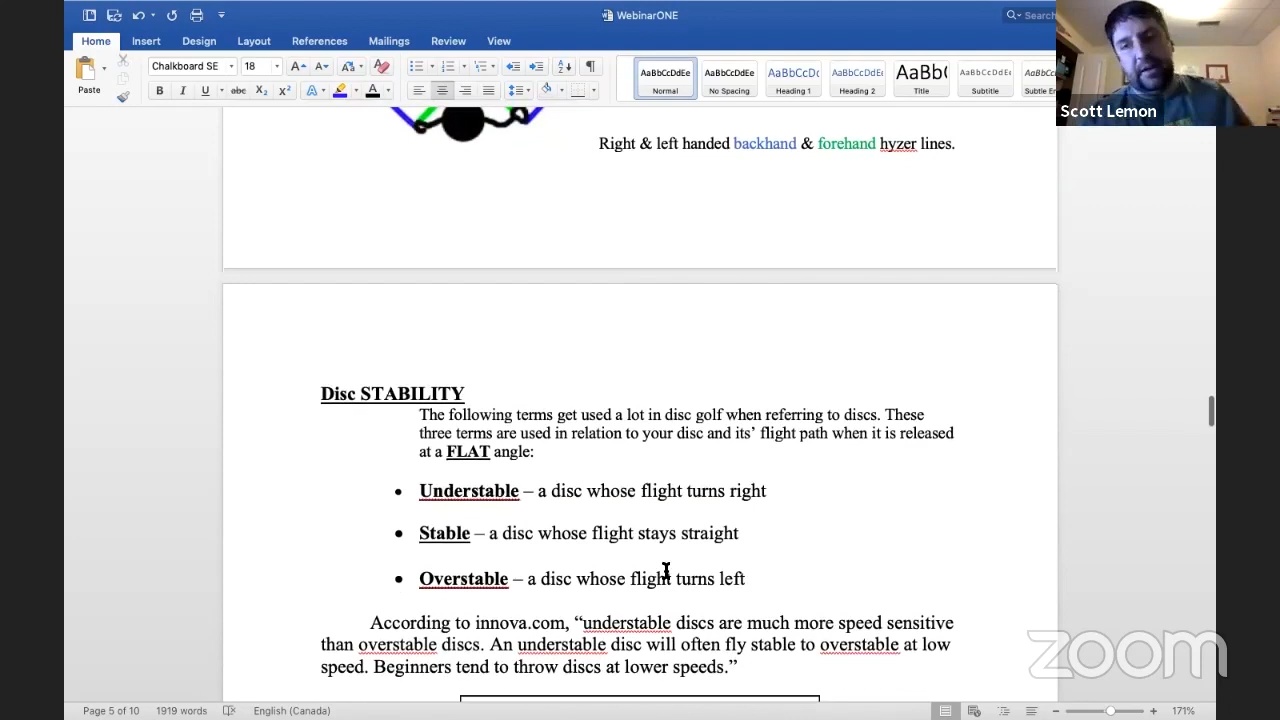 WebinarONE
Search
Home Insert Design Layout References Mailings Review View
Paste
Chalkboard SE 18
AaBbCcDdEe AaBbCcDdEe AaBbCcDc AaBbCcDdEe AaBb( AaBbCcDdEe AaBbCcDd
Normal No Spacing Heading 1 Heading 2 Title Subtitle Subtle Em
Scott Lemon
Right & left handed backhand & forehand hyzer lines.
Disc STABILITY
The following terms get used a lot in disc golf when referring to discs. These
three terms are used in relation to your disc and its’ flight path when it is released
at a FLAT angle:
• Understable – a disc whose flight turns right
• Stable – a disc whose flight stays straight
• Overstable – a disc whose flight turns left
According to innova.com, “understable discs are much more speed sensitive
than overstable discs. An understable disc will often fly stable to overstable at low
speed. Beginners tend to throw discs at lower speeds.”
zoom
Page 5 of 10 1919 words English (Canada) 171%